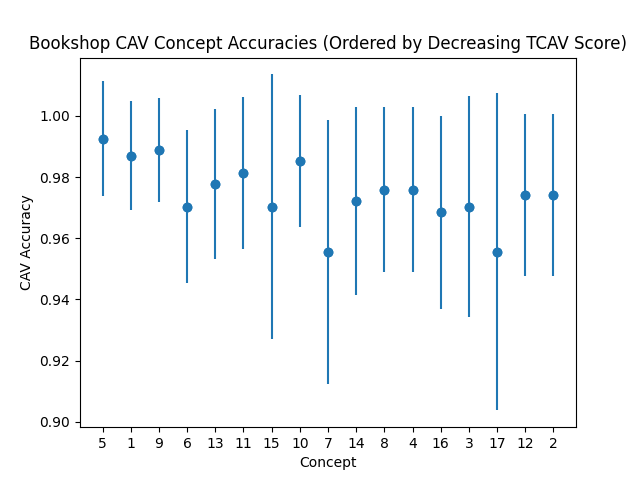 Bookshop CAV Concept Accuracies (Ordered by Decreasing TCAV Score)
1.00
0.98
0.96
0.94
0.92
0.90
CAV Accuracy
5 1 9 6 13 11 15 10 7 14 8 4 16 3 17 12 2
Concept